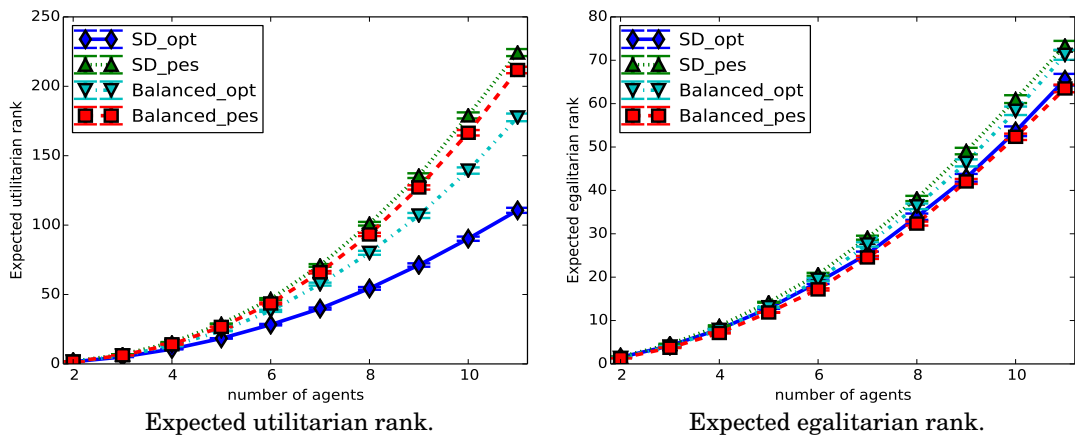 250
200
150
100
50
0
Expected utilitarian rank
SD_opt
SD_pes
Balanced_opt
Balanced_pes
2 4 6 8 10
number of agents
Expected utilitarian rank.
80
70
60
50
40
30
20
10
0
Expected egalitarian rank
SD_opt
SD_pes
Balanced_opt
Balanced_pes
2 4 6 8 10
number of agents
Expected egalitarian rank.